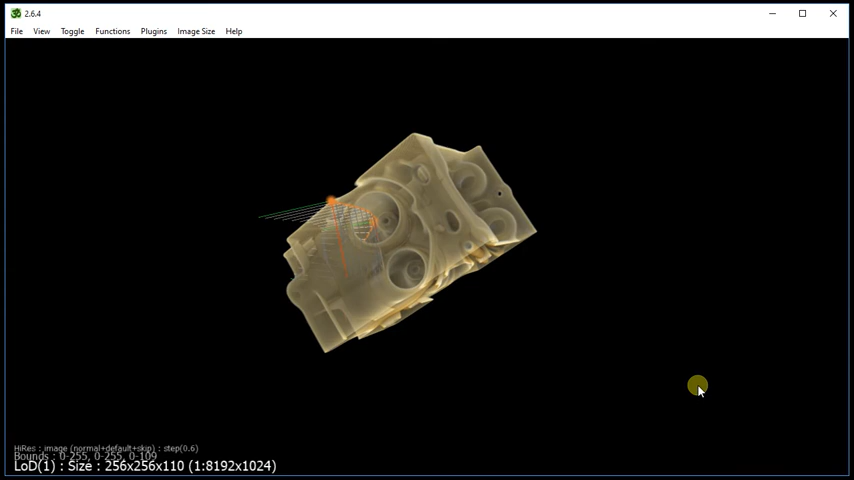 2.6.4
File View Toggle Functions Plugins Image Size Help
HiRes : image (normal+default+skip) : step(0.6)
Bounds : 0-255, 0-255, 0-109
LoD(1) : Size : 256x256x110 (1:8192x1024)